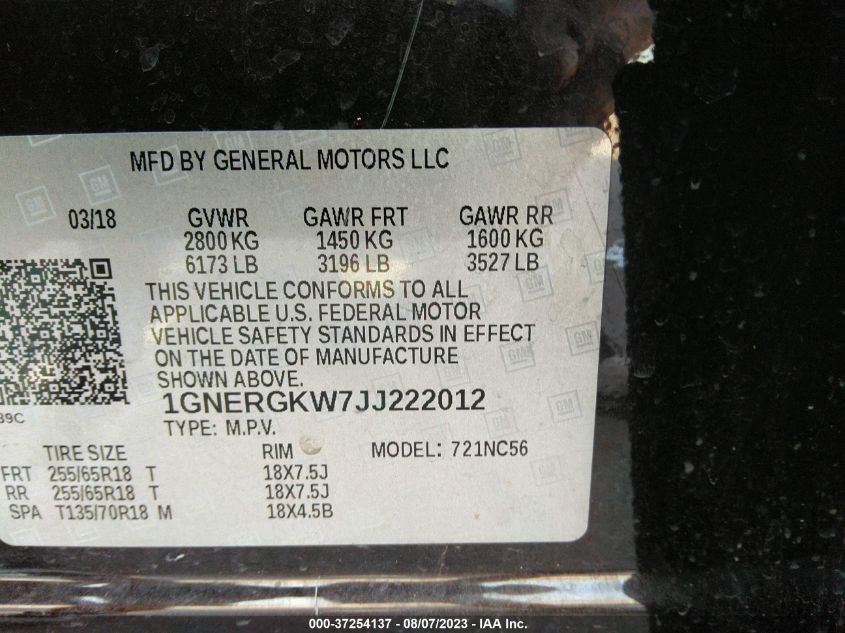 MFD BY GENERAL MOTORS LLC
03/18 GVWR GAWR FRT GAWR RR
2800 KG 1450 KG 1600 KG
6173 LB 3196 LB 3527 LB
THIS VEHICLE CONFORMS TO ALL
APPLICABLE U.S. FEDERAL MOTOR
VEHICLE SAFETY STANDARDS IN EFFECT
ON THE DATE OF MANUFACTURE
SHOWN ABOVE.
1GNERGKW7JJ222012
TYPE: M.P.V.
TIRE SIZE RIM MODEL: 721NC56
FRT 255/65R18 T 18X7.5J
RR 255/65R18 T 18X7.5J
SPA T135/70R18 M 18X4.5B
000-37254137 - 08/07/2023 - IAA Inc.